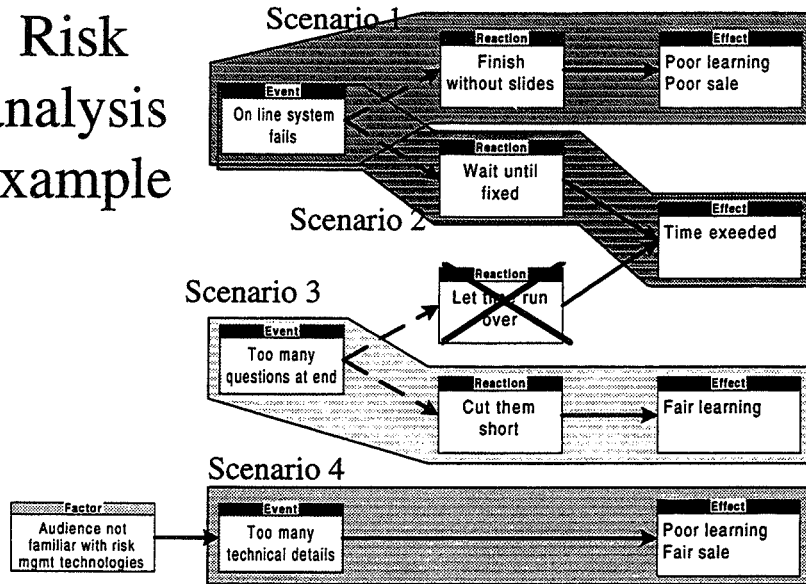 Risk
analysis
example
Scenario 1
Event
On line system
fails
Reaction
Finish
without slides
Effect
Poor learning
Poor sale
Scenario 2
Reaction
Wait until
fixed
Effect
Time exeeded
Scenario 3
Event
Too many
questions at end
Reaction
Let time run
over
Reaction
Cut them
short
Effect
Fair learning
Scenario 4
Factor
Audience not
familiar with risk
mgmt technologies
Event
Too many
technical details
Effect
Poor learning
Fair sale